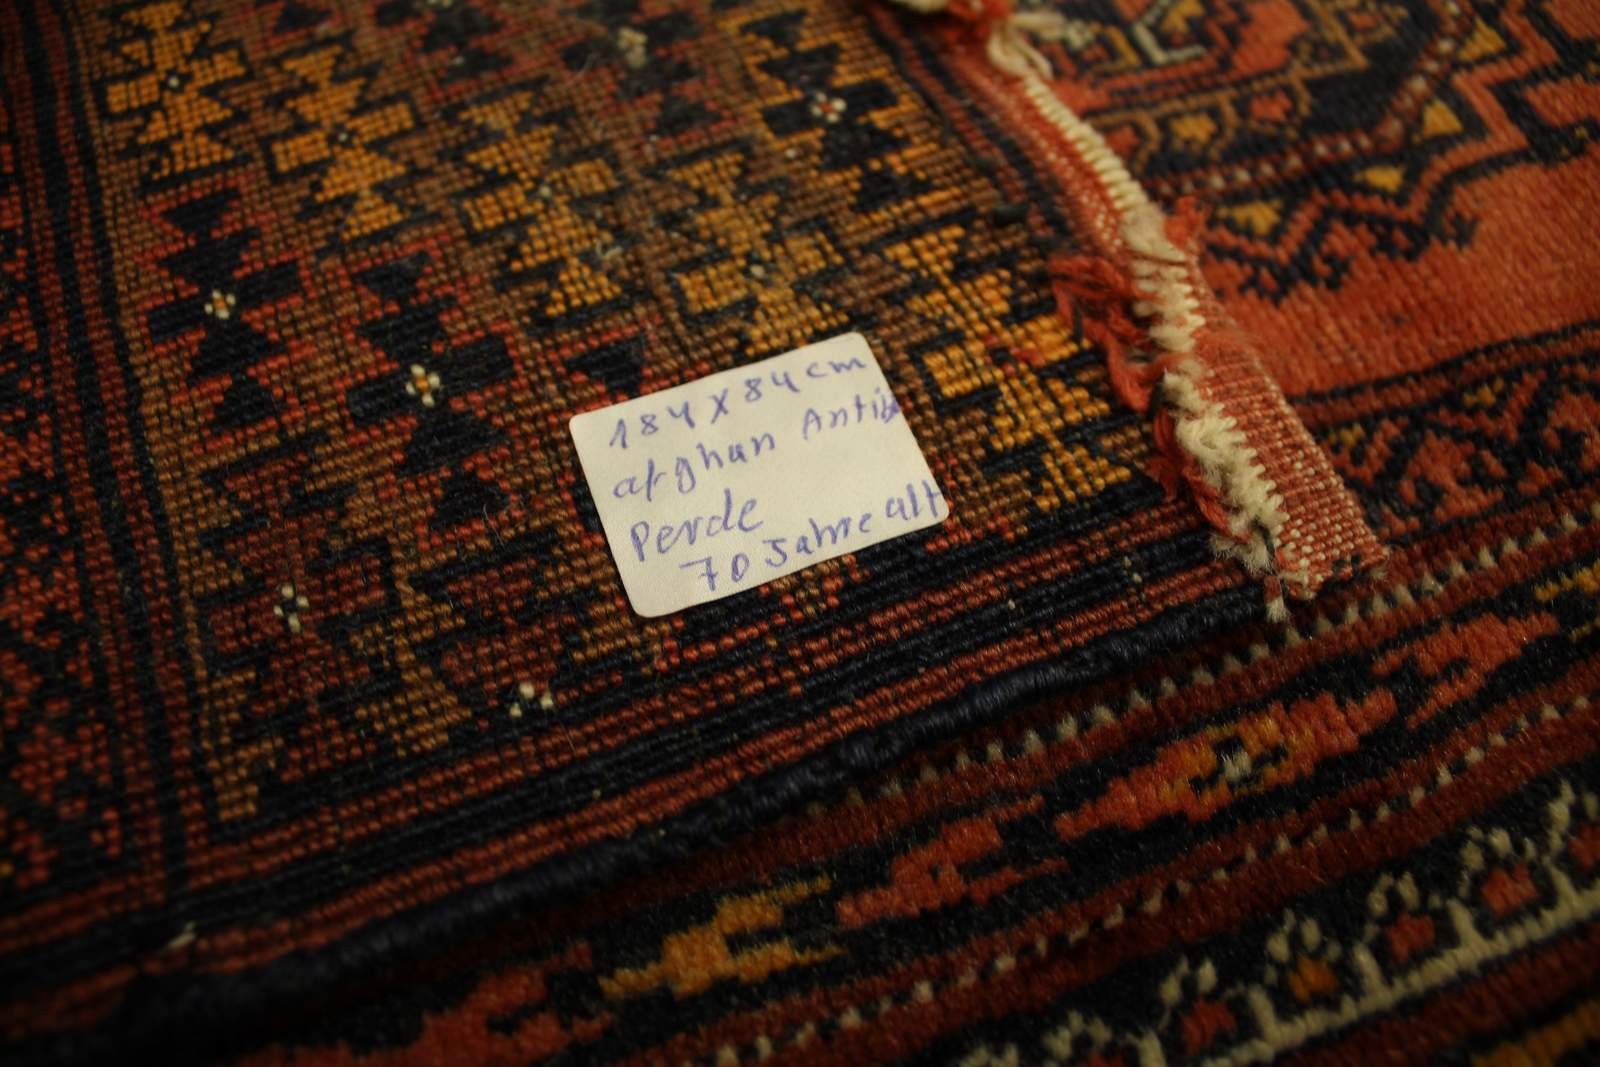 184 x 84 cm
afghan Antik
Perde
70 Jahre alt